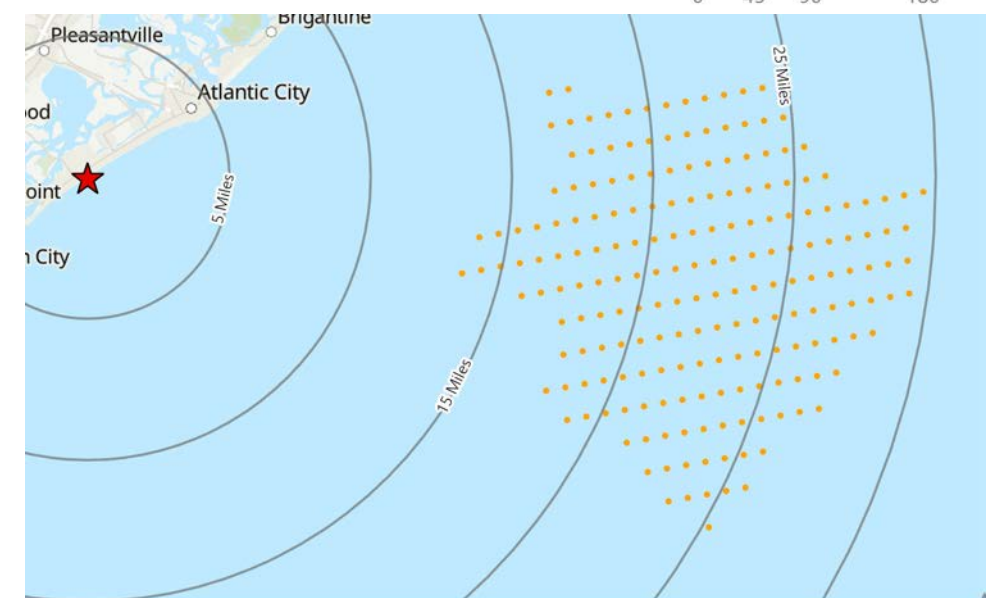 Brigantine
Pleasantville
Atlantic City
ood
oint
City
5 Miles
15 Miles
25 Miles